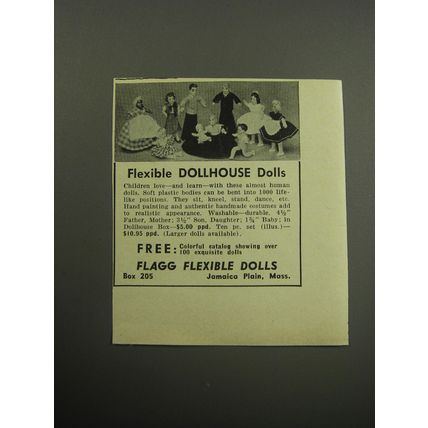 Flexible DOLLHOUSE Dolls
Children love—and learn—with these almost human
dolls. Soft plastic bodies can be bent into 1000 life-
like positions. They sit, kneel, stand, dance, etc.
Hand painting and authentic handmade costumes add
to realistic appearance. Washable—durable. 4½"
Father, Mother; 3½" Son, Daughter; 1¾" Baby; in
Dollhouse Box—$5.00 ppd. Ten pc. set (illus.)—
$10.95 ppd. (Larger dolls available).
FREE: Colorful catalog showing over
100 exquisite dolls
FLAGG FLEXIBLE DOLLS
Box 205 Jamaica Plain, Mass.